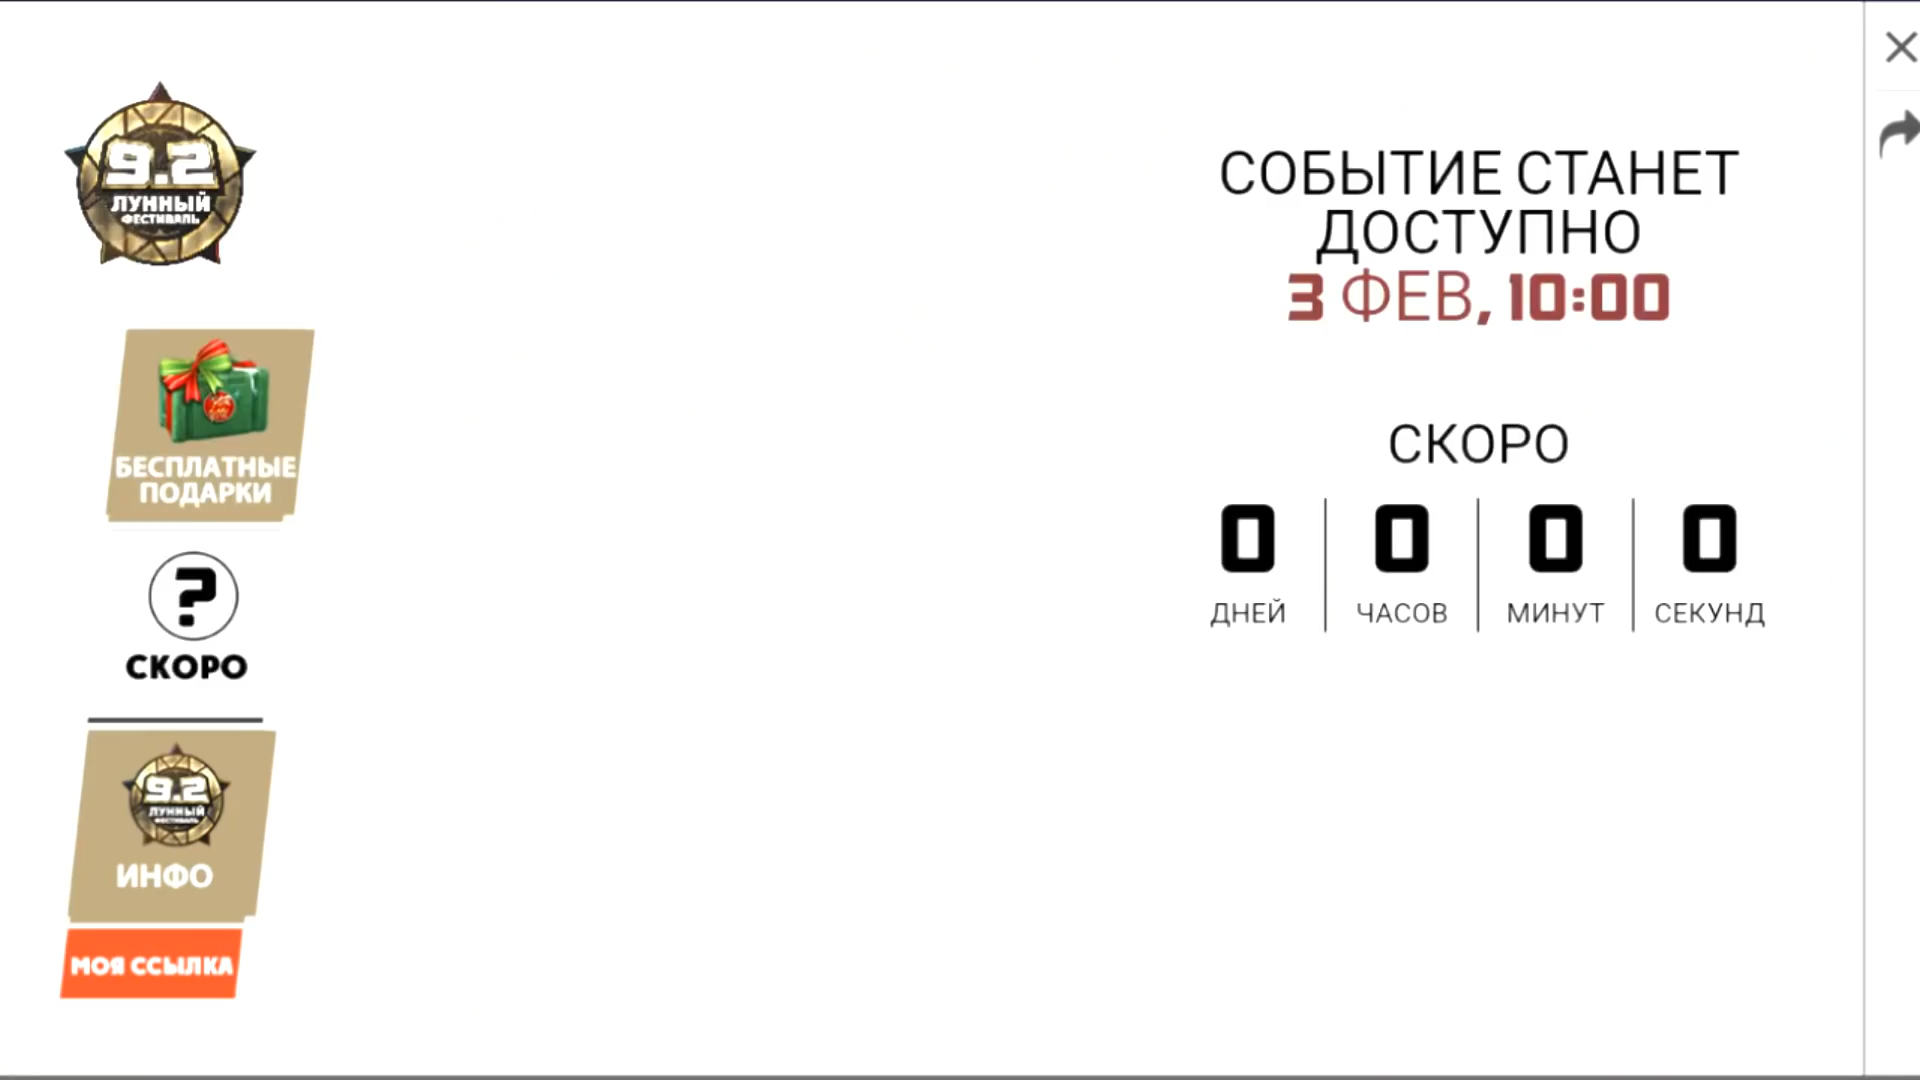 9.2
ЛУННЫЙ
ФЕСТИВАЛЬ
БЕСПЛАТНЫЕ
ПОДАРКИ
?
СКОРО
9.2
ЛУННЫЙ
ФЕСТИВАЛЬ
ИНФО
МОЯ ССЫЛКА
СОБЫТИЕ СТАНЕТ
ДОСТУПНО
3 ФЕВ, 10:00
СКОРО
0 0 0 0
ДНЕЙ ЧАСОВ МИНУТ СЕКУНД